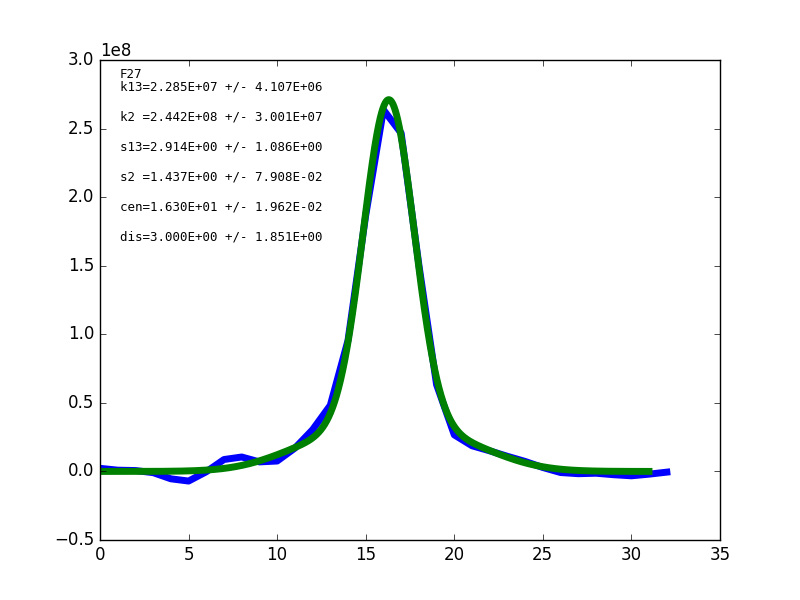 1e8
3.0
2.5
2.0
1.5
1.0
0.5
0.0
−0.5
F27
k13=2.285E+07 +/- 4.107E+06
k2 =2.442E+08 +/- 3.001E+07
s13=2.914E+00 +/- 1.086E+00
s2 =1.437E+00 +/- 7.908E-02
cen=1.630E+01 +/- 1.962E-02
dis=3.000E+00 +/- 1.851E+00
0 5 10 15 20 25 30 35